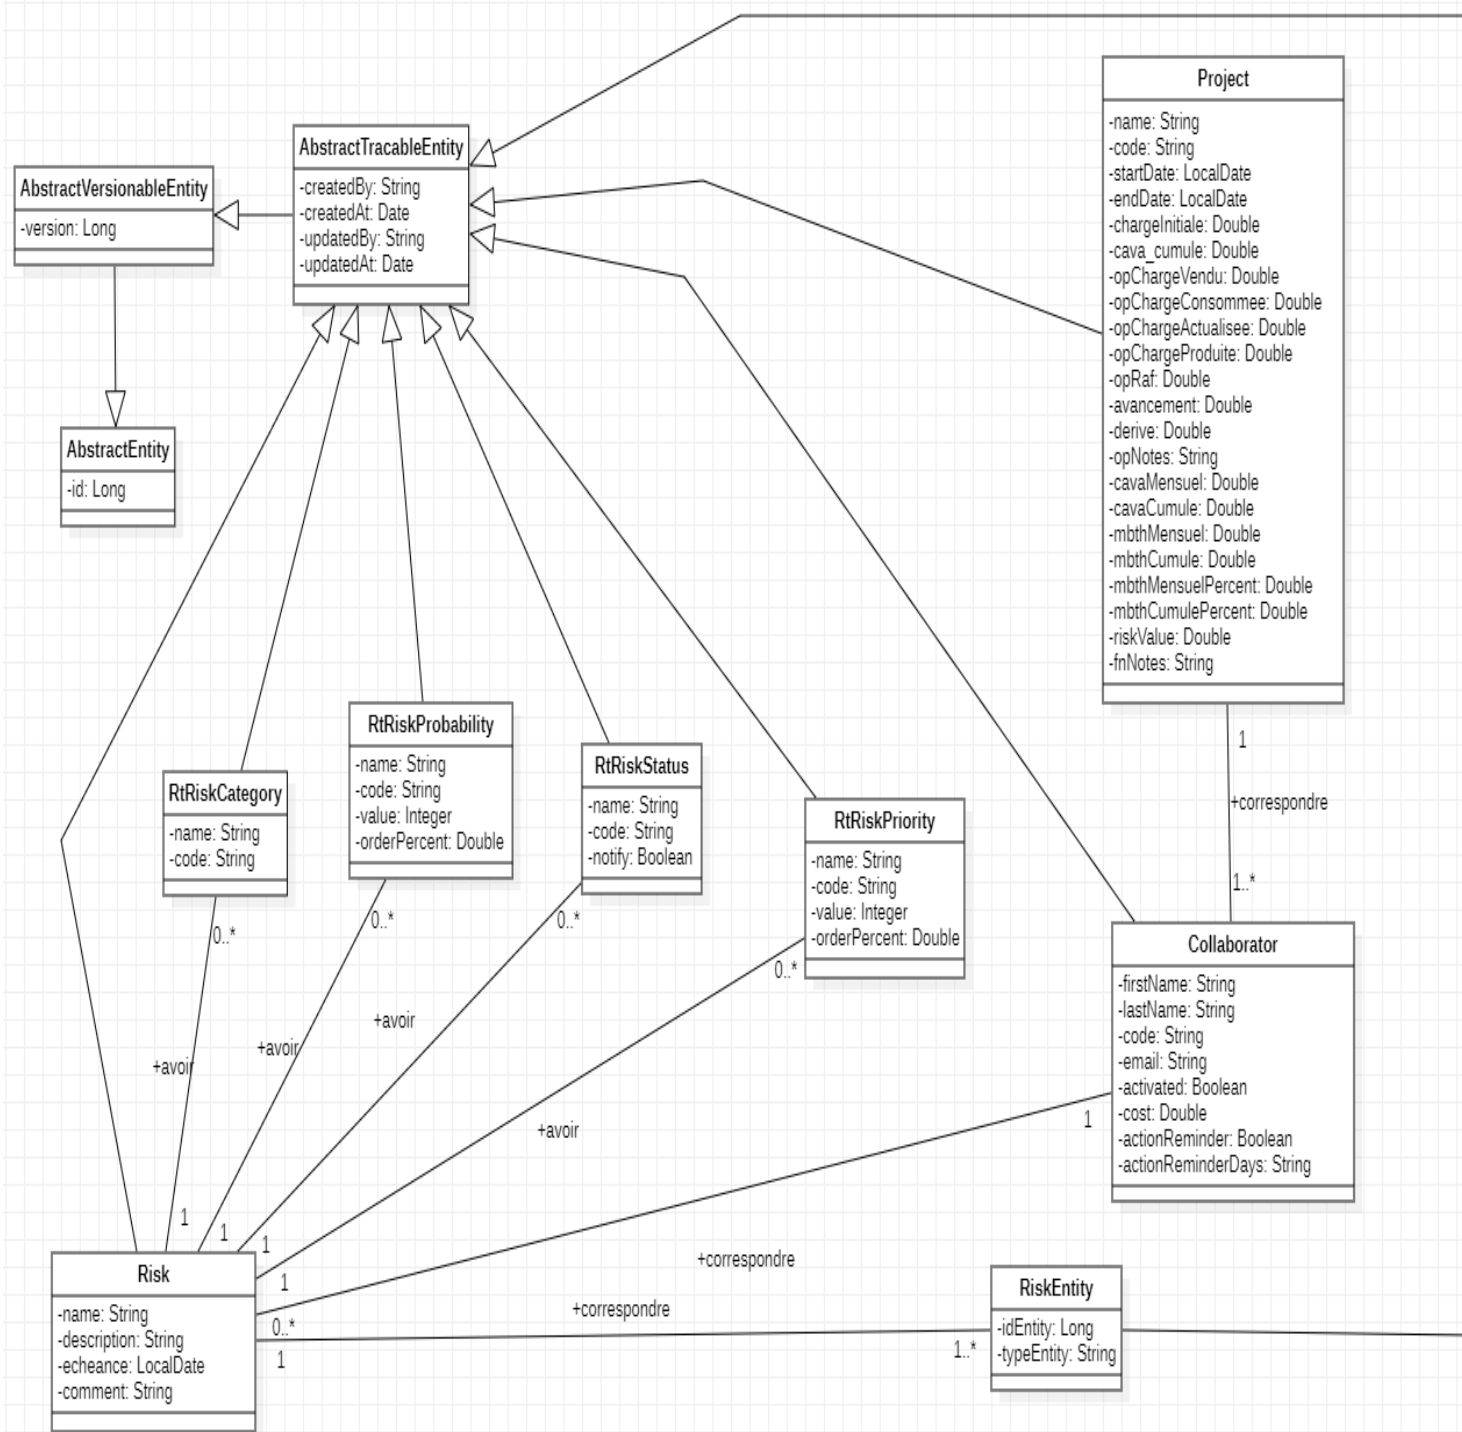 Project
-name: String
-code: String
-startDate: LocalDate
-endDate: LocalDate
-chargeInitiale: Double
-cava_cumule: Double
-opChargeVendu: Double
-opChargeConsommee: Double
-opChargeActualisee: Double
-opChargeProduite: Double
-opRaf: Double
-avancement: Double
-derive: Double
-opNotes: String
-cavaMensuel: Double
-cavaCumule: Double
-mbthMensuel: Double
-mbthCumule: Double
-mbthMensuelPercent: Double
-mbthCumulePercent: Double
-riskValue: Double
-fnNotes: String
AbstractTracableEntity
-createdBy: String
-createdAt: Date
-updatedBy: String
-updatedAt: Date
AbstractVersionableEntity
-version: Long
AbstractEntity
-id: Long
RtRiskCategory
-name: String
-code: String
RtRiskProbability
-name: String
-code: String
-value: Integer
-orderPercent: Double
RtRiskStatus
-name: String
-code: String
-notify: Boolean
RtRiskPriority
-name: String
-code: String
-value: Integer
-orderPercent: Double
1
+correspondre
1..*
Collaborator
-firstName: String
-lastName: String
-code: String
-email: String
-activated: Boolean
-cost: Double
-actionReminder: Boolean
-actionReminderDays: String
0..*
0..*
0..*
0..*
+avoir
+avoir
+avoir
+avoir
1
1
1
1
1
+correspondre
0..*
+correspondre
1
1..*
Risk
-name: String
-description: String
-echeance: LocalDate
-comment: String
RiskEntity
-idEntity: Long
-typeEntity: String